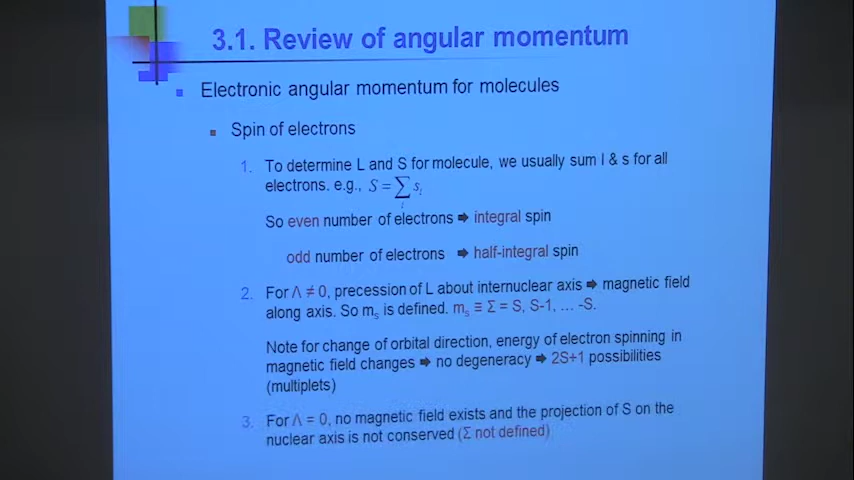 3.1. Review of angular momentum
Electronic angular momentum for molecules
Spin of electrons
1. To determine L and S for molecule, we usually sum l & s for all
electrons. e.g., S = ∑ᵢ sᵢ
So even number of electrons ➡ integral spin
odd number of electrons ➡ half-integral spin
2. For Λ ≠ 0, precession of L about internuclear axis ➡ magnetic field
along axis. So mₛ is defined. mₛ ≡ Σ = S, S-1, … -S.
Note for change of orbital direction, energy of electron spinning in
magnetic field changes ➡ no degeneracy ➡ 2S+1 possibilities
(multiplets)
3. For Λ = 0, no magnetic field exists and the projection of S on the
nuclear axis is not conserved (Σ not defined)